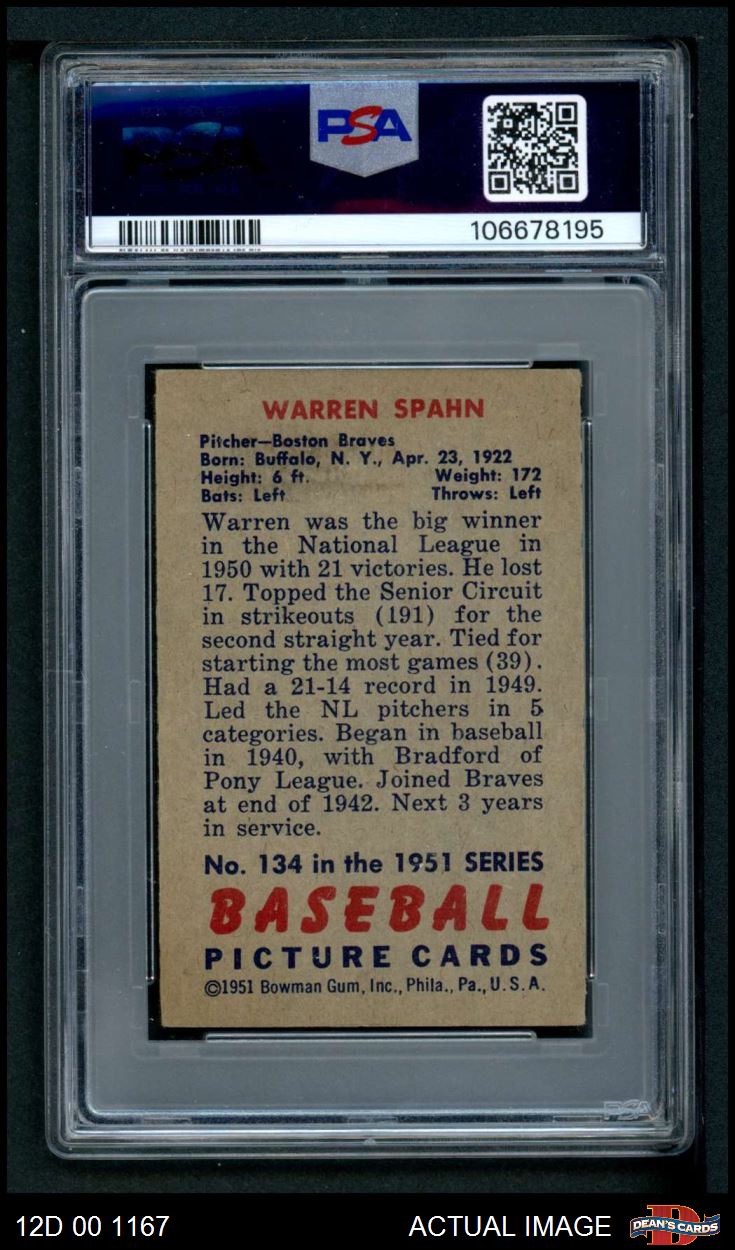 PSA
106678195
WARREN SPAHN
Pitcher—Boston Braves
Born: Buffalo, N. Y., Apr. 23, 1922
Height: 6 ft. Weight: 172
Bats: Left Throws: Left
Warren was the big winner
in the National League in
1950 with 21 victories. He lost
17. Topped the Senior Circuit
in strikeouts (191) for the
second straight year. Tied for
starting the most games (39).
Had a 21-14 record in 1949.
Led the NL pitchers in 5
categories. Began in baseball
in 1940, with Bradford of
Pony League. Joined Braves
at end of 1942. Next 3 years
in service.
No. 134 in the 1951 SERIES
BASEBALL
PICTURE CARDS
©1951 Bowman Gum, Inc., Phila., Pa., U. S. A.
PSA
12D 00 1167 ACTUAL IMAGE DEAN'S CARDS